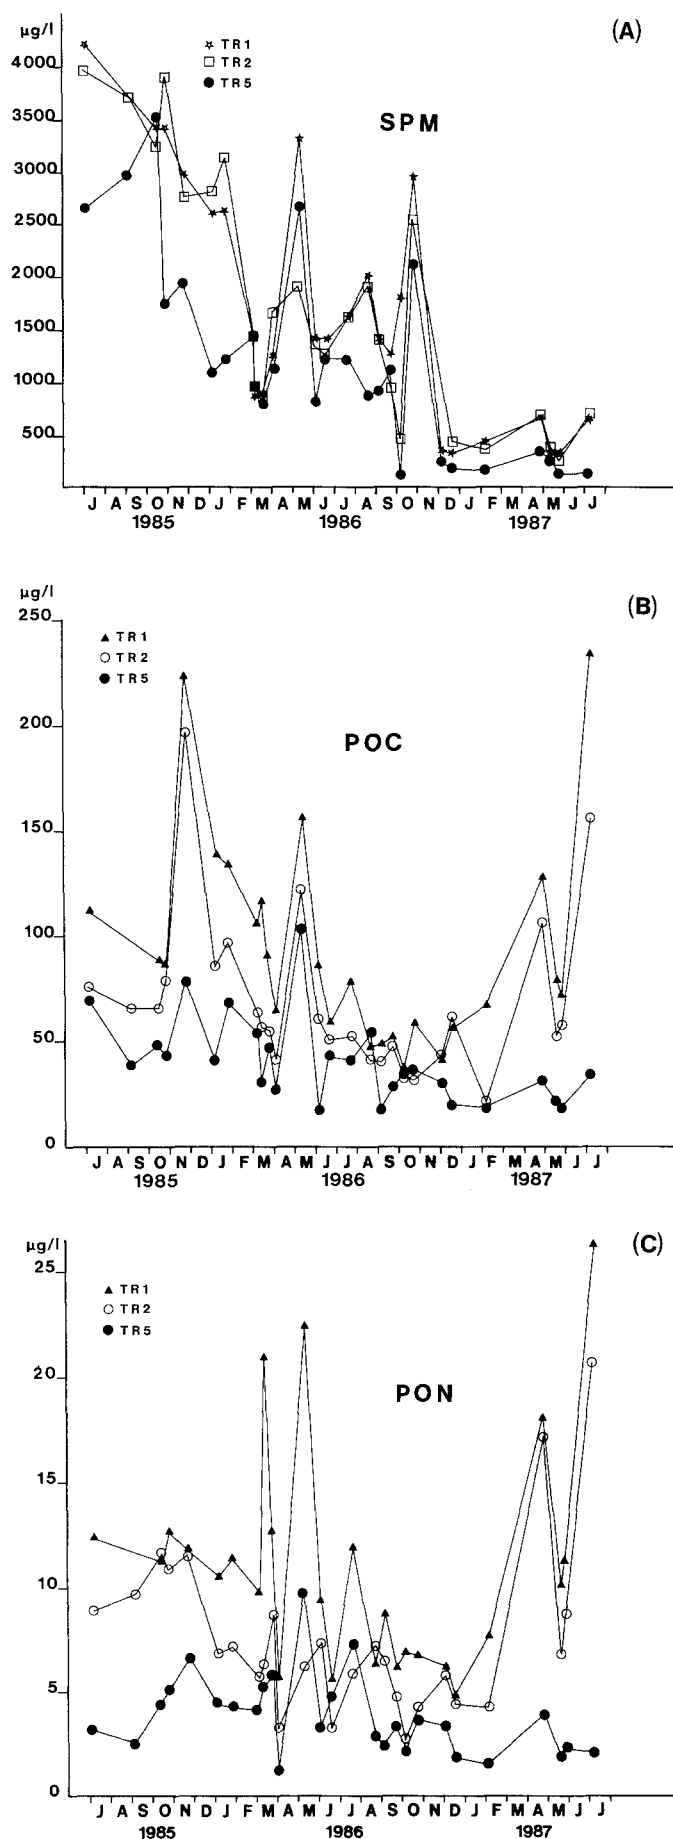 µg/l
(A)
TR1
TR2
TR5
SPM
4000
3500
3000
2500
2000
1500
1000
500
J A S O N D J F M A M J J A S O N D F M A M J
1985 1986 1987
µg/l
(B)
250
TR1
TR2
TR5
POC
200
150
100
50
0
J A S O N D J F M A M J J A S O N D F M A M J
1985 1986 1987
µg/l
(C)
25
TR1
TR2
TR5
PON
20
15
10
5
0
J A S O N D J F M A M J J A S O N D J F M A M J J
1985 1986 1987